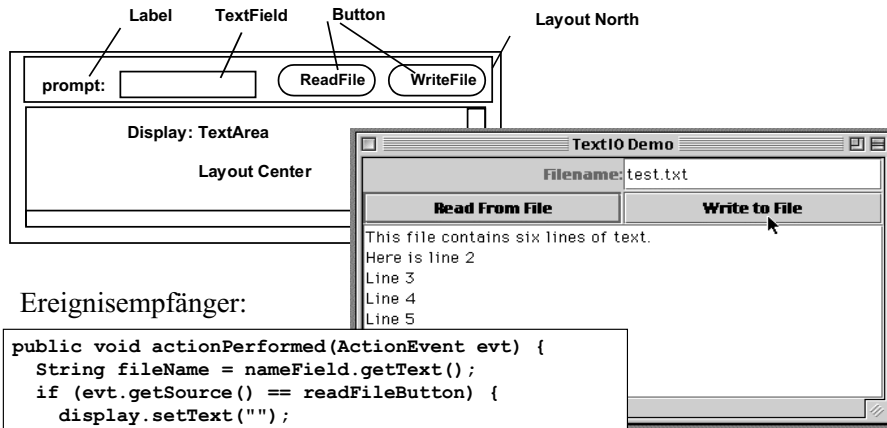 Label TextField Button Layout North
prompt: ReadFile WriteFile
Display: TextArea
Layout Center
TextIO Demo
Filename: test.txt
Read From File Write to File
This file contains six lines of text.
Here is line 2
Line 3
Line 4
Line 5
Ereignisempfänger:
public void actionPerformed(ActionEvent evt) {
String fileName = nameField.getText();
if (evt.getSource() == readFileButton) {
display.setText("");